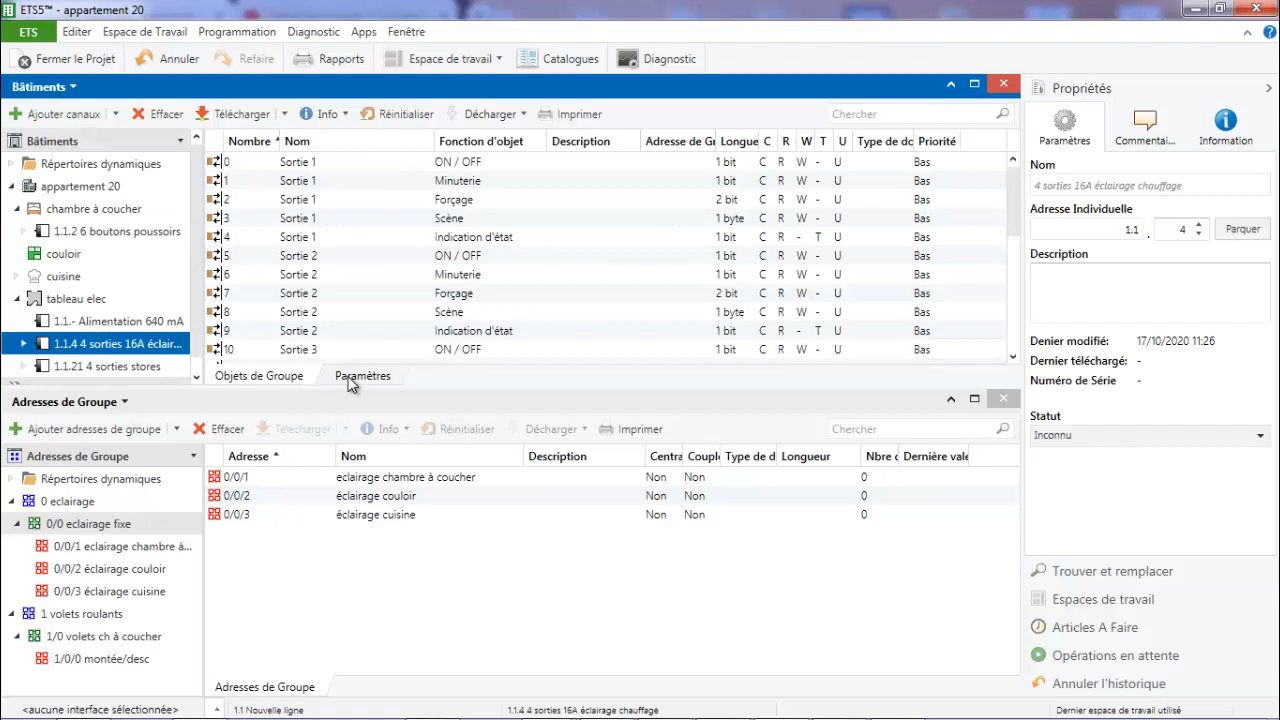 ETS5™ - appartement 20
ETS Editer Espace de Travail Programmation Diagnostic Apps Fenêtre
Fermer le Projet Annuler Refaire Rapports Espace de travail Catalogues Diagnostic
Bâtiments
Ajouter canaux Effacer Télécharger Info Réinitialiser Décharger Imprimer Chercher
Bâtiments
Répertoires dynamiques
appartement 20
chambre à coucher
1.1.2 6 boutons poussoirs
couloir
cuisine
tableau elec
1.1.- Alimentation 640 mA
1.1.4 4 sorties 16A éclair...
1.1.21 4 sorties stores
Nombre Nom Fonction d'objet Description Adresse de Gr Longue C R W T U Type de do Priorité
0 Sortie 1 ON / OFF 1 bit C R W - U Bas
1 Sortie 1 Minuterie 1 bit C R W - U Bas
2 Sortie 1 Forçage 2 bit C R W - U Bas
3 Sortie 1 Scène 1 byte C R W - U Bas
4 Sortie 1 Indication d'état 1 bit C R - T U Bas
5 Sortie 2 ON / OFF 1 bit C R W - U Bas
6 Sortie 2 Minuterie 1 bit C R W - U Bas
7 Sortie 2 Forçage 2 bit C R W - U Bas
8 Sortie 2 Scène 1 byte C R W - U Bas
9 Sortie 2 Indication d'état 1 bit C R - T U Bas
10 Sortie 3 ON / OFF 1 bit C R W - U Bas
Objets de Groupe Paramètres
Adresses de Groupe
Ajouter adresses de groupe Effacer Télécharger Info Réinitialiser Décharger Imprimer Chercher
Adresses de Groupe
Répertoires dynamiques
0 eclairage
0/0 eclairage fixe
0/0/1 eclairage chambre à...
0/0/2 éclairage couloir
0/0/3 éclairage cuisine
1 volets roulants
1/0 volets ch à coucher
1/0/0 montée/desc
Adresse Nom Description Centra Couple Type de d Longueur Nbre d Dernière vale
0/0/1 eclairage chambre à coucher Non Non 0
0/0/2 éclairage couloir Non Non 0
0/0/3 éclairage cuisine Non Non 0
Adresses de Groupe
Propriétés
Paramètres Commentai... Information
Nom
4 sorties 16A éclairage chauffage
Adresse Individuelle
1.1 . 4 Parquer
Description
Denier modifié: 17/10/2020 11:26
Dernier téléchargé: -
Numéro de Série: -
Statut
Inconnu
Trouver et remplacer
Espaces de travail
Articles A Faire
Opérations en attente
Annuler l'historique
<aucune interface sélectionnée> 1.1 Nouvelle ligne 1.1.4 4 sorties 16A éclairage chauffage Dernier espace de travail utilisé